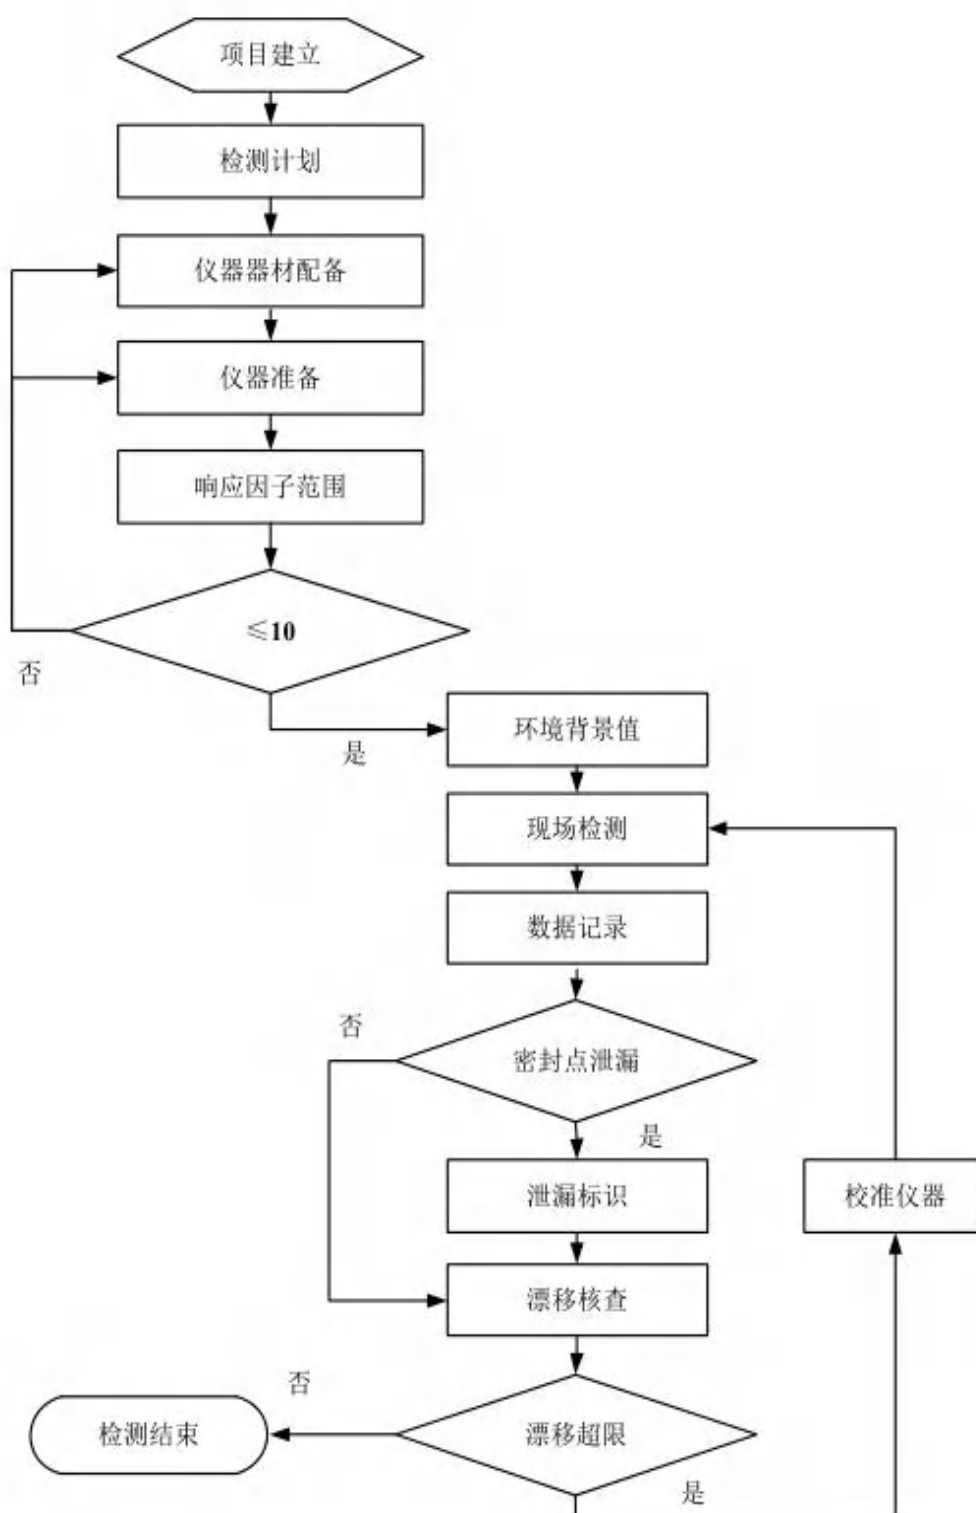 项目建立
检测计划
仪器器材配备
仪器准备
响应因子范围
≤10
否
是
环境背景值
现场检测
数据记录
否
密封点泄漏
是
泄漏标识
校准仪器
漂移核查
否
检测结束
漂移超限
是